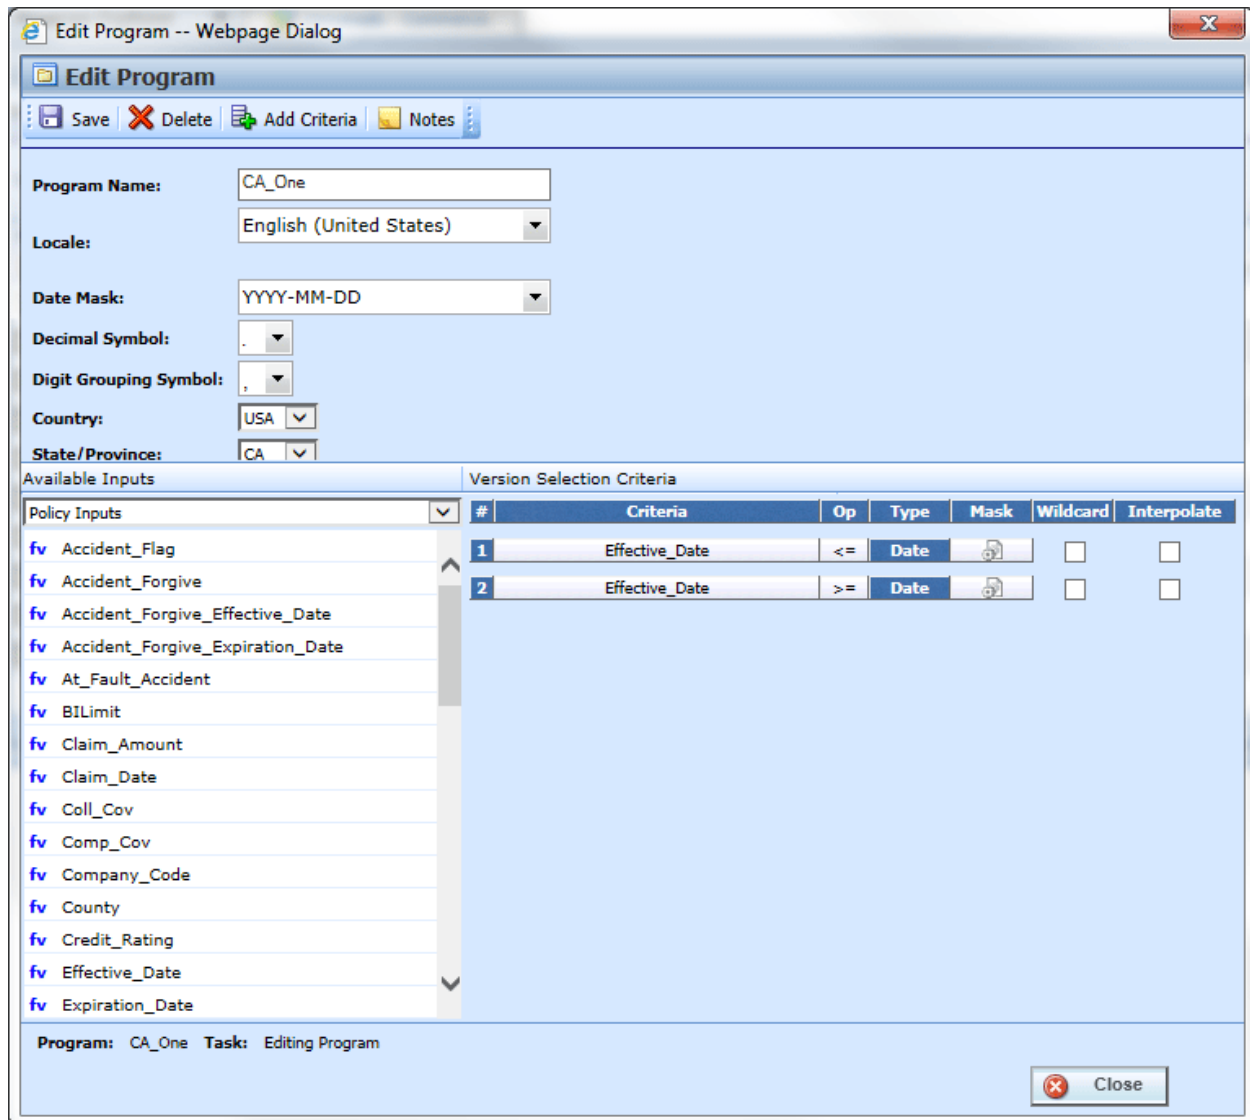 Edit Program -- Webpage Dialog
Edit Program
Save Delete Add Criteria Notes
Program Name: CA_One
Locale: English (United States)
Date Mask: YYYY-MM-DD
Decimal Symbol: .
Digit Grouping Symbol: ,
Country: USA
State/Province: CA
Available Inputs
Policy Inputs
fv Accident_Flag
fv Accident_Forgive
fv Accident_Forgive_Effective_Date
fv Accident_Forgive_Expiration_Date
fv At_Fault_Accident
fv BILimit
fv Claim_Amount
fv Claim_Date
fv Coll_Cov
fv Comp_Cov
fv Company_Code
fv County
fv Credit_Rating
fv Effective_Date
fv Expiration_Date
Version Selection Criteria
# Criteria Op Type Mask Wildcard Interpolate
1 Effective_Date <= Date
2 Effective_Date >= Date
Program: CA_One Task: Editing Program
Close